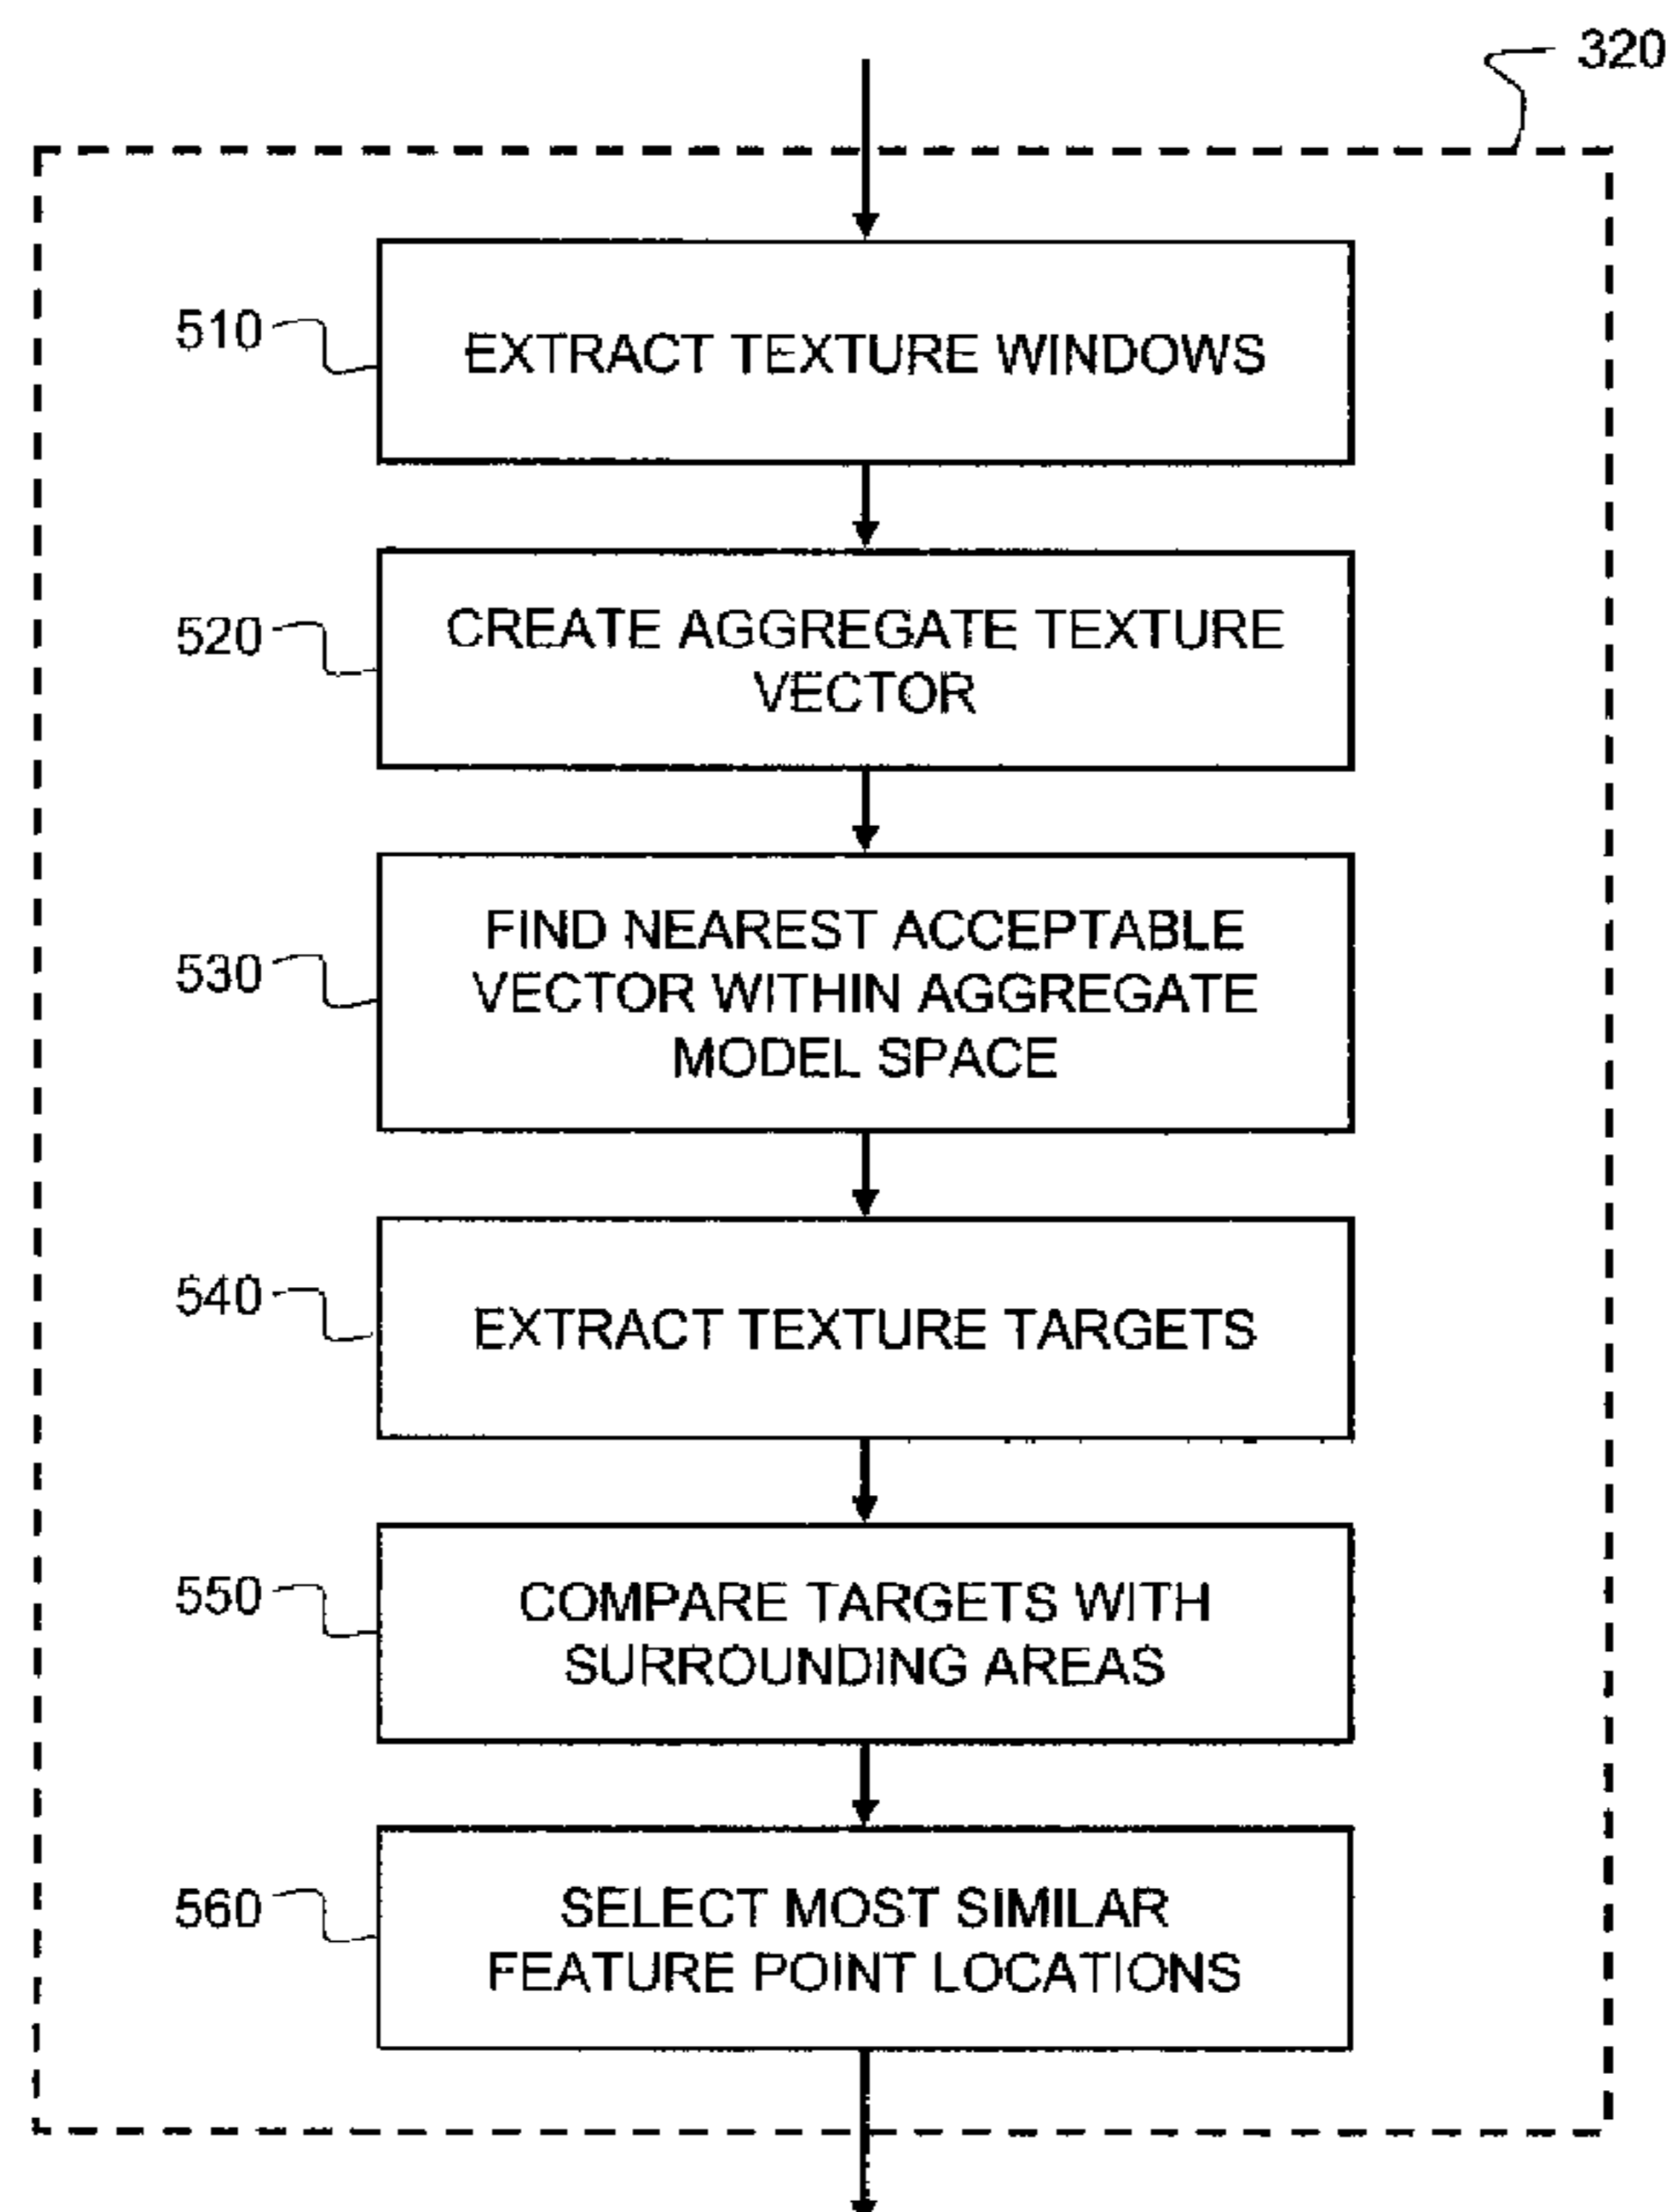 320
510
EXTRACT TEXTURE WINDOWS
520
CREATE AGGREGATE TEXTURE
VECTOR
530
FIND NEAREST ACCEPTABLE
VECTOR WITHIN AGGREGATE
MODEL SPACE
540
EXTRACT TEXTURE TARGETS
550
COMPARE TARGETS WITH
SURROUNDING AREAS
560
SELECT MOST SIMILAR
FEATURE POINT LOCATIONS